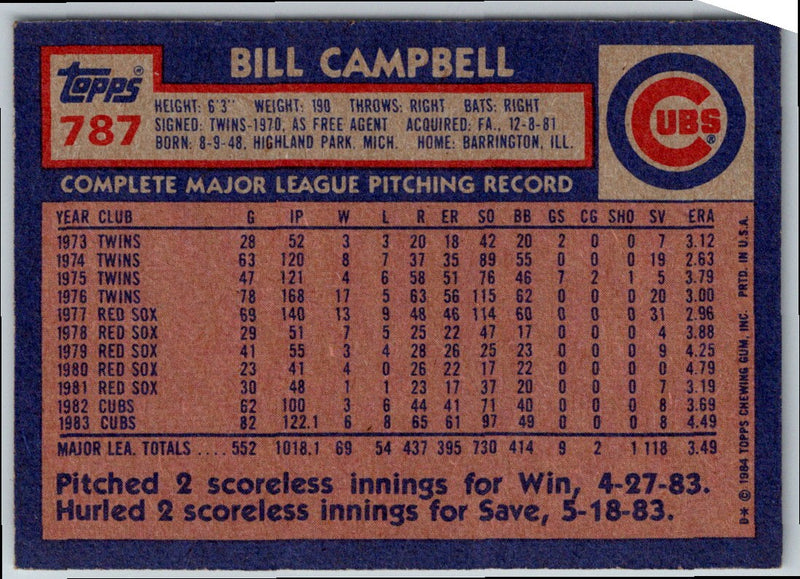 BILL CAMPBELL
TOPPS®
787
HEIGHT: 6'3" WEIGHT: 190 THROWS: RIGHT BATS: RIGHT
SIGNED: TWINS-1970, AS FREE AGENT ACQUIRED: FA., 12-8-81
BORN: 8-9-48, HIGHLAND PARK, MICH. HOME: BARRINGTON, ILL.
CUBS®
COMPLETE MAJOR LEAGUE PITCHING RECORD
YEAR CLUB G IP W L R ER SO BB GS CG SHO SV ERA
1973 TWINS 28 52 3 3 20 18 42 20 2 0 0 7 3.12
1974 TWINS 63 120 8 7 37 35 89 55 0 0 0 19 2.63
1975 TWINS 47 121 4 6 58 51 76 46 7 2 1 5 3.79
1976 TWINS 78 168 17 5 63 56 115 62 0 0 0 20 3.00
1977 RED SOX 69 140 13 9 48 46 114 60 0 0 0 31 2.96
1978 RED SOX 29 51 7 5 25 22 47 17 0 0 0 4 3.88
1979 RED SOX 41 55 3 4 28 26 25 23 0 0 0 9 4.25
1980 RED SOX 23 41 4 0 26 22 17 22 0 0 0 0 4.79
1981 RED SOX 30 48 1 1 23 17 37 20 0 0 0 7 3.19
1982 CUBS 62 100 3 6 44 41 71 40 0 0 0 8 3.69
1983 CUBS 82 122.1 6 8 65 61 97 49 0 0 0 8 4.49
MAJOR LEA. TOTALS .... 552 1018.1 69 54 437 395 730 414 9 2 1 118 3.49
Pitched 2 scoreless innings for Win, 4-27-83.
Hurled 2 scoreless innings for Save, 5-18-83.
D* © 1984 TOPPS CHEWING GUM, INC. PRTD. IN U.S.A.